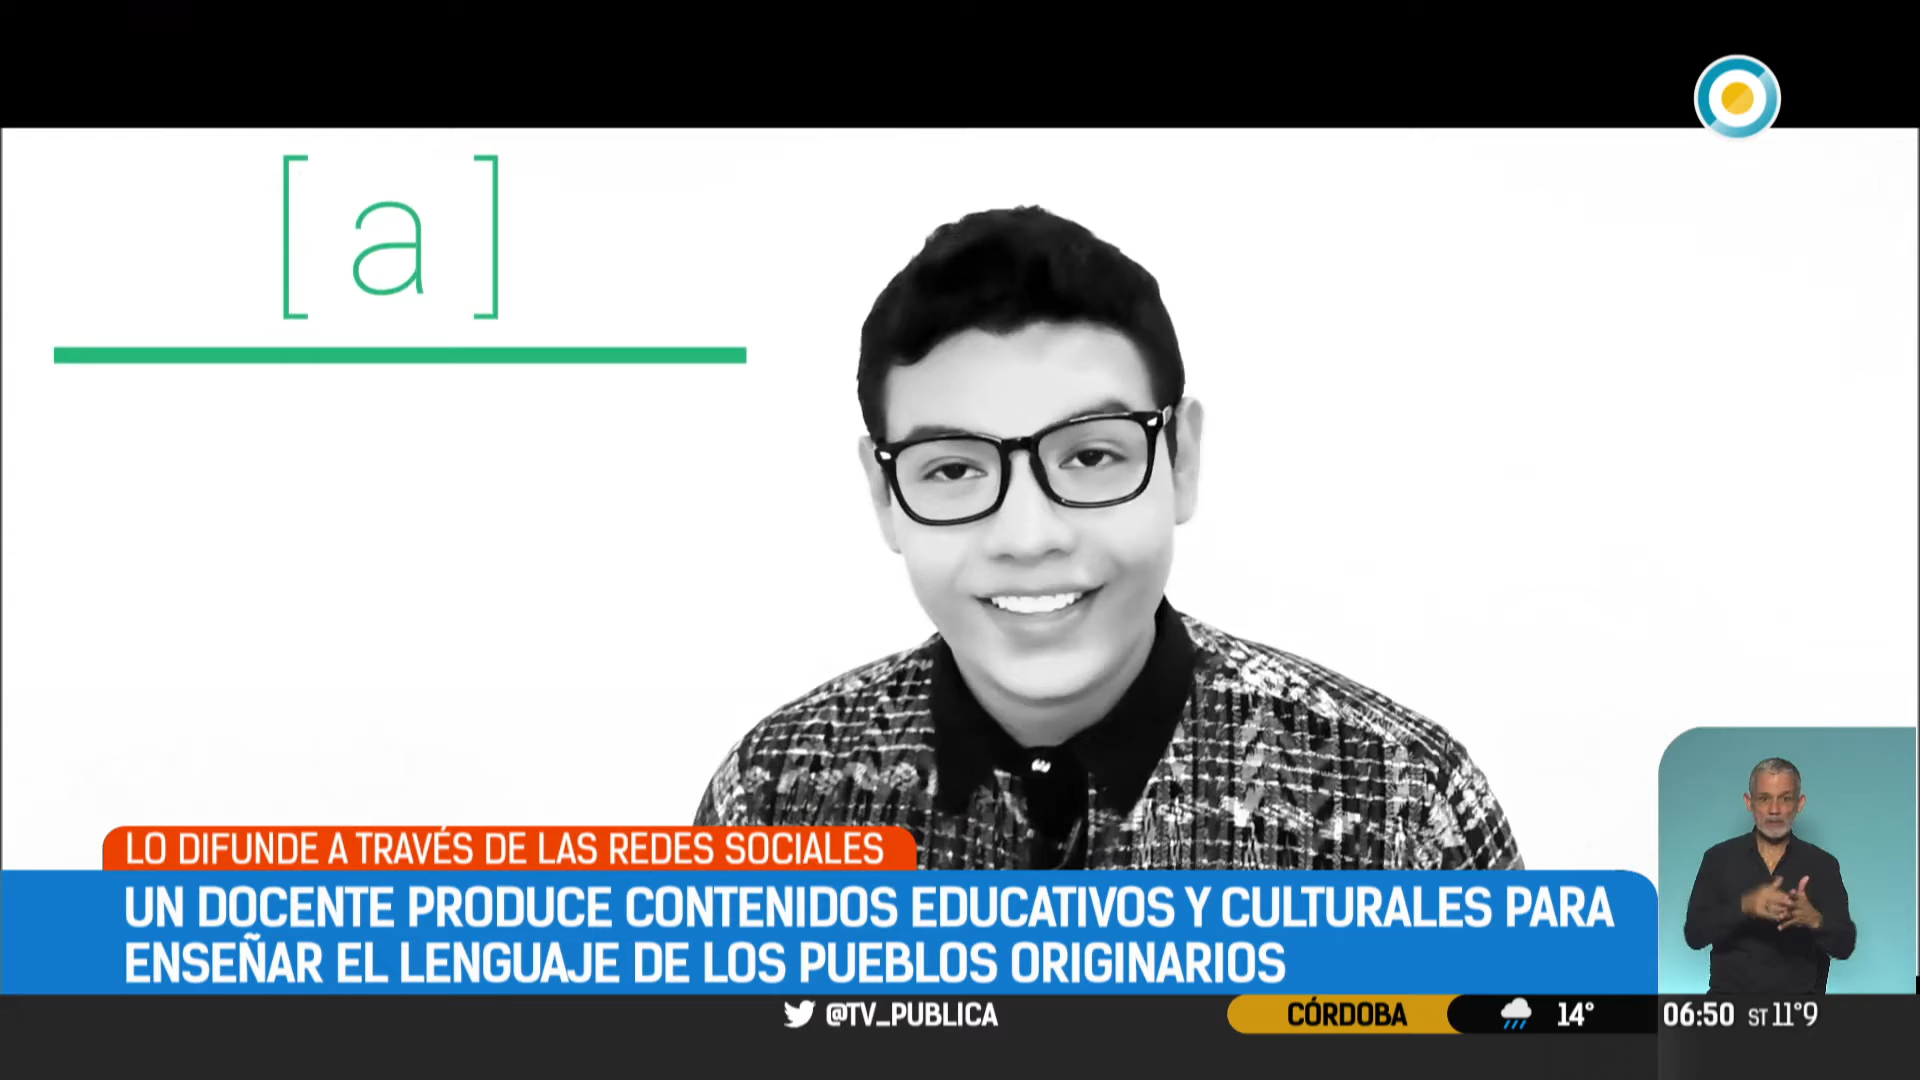 [a]
LO DIFUNDE A TRAVÉS DE LAS REDES SOCIALES
UN DOCENTE PRODUCE CONTENIDOS EDUCATIVOS Y CULTURALES PARA
ENSEÑAR EL LENGUAJE DE LOS PUEBLOS ORIGINARIOS
@TV_PUBLICA CÓRDOBA 14° 06:50 ST 11°9